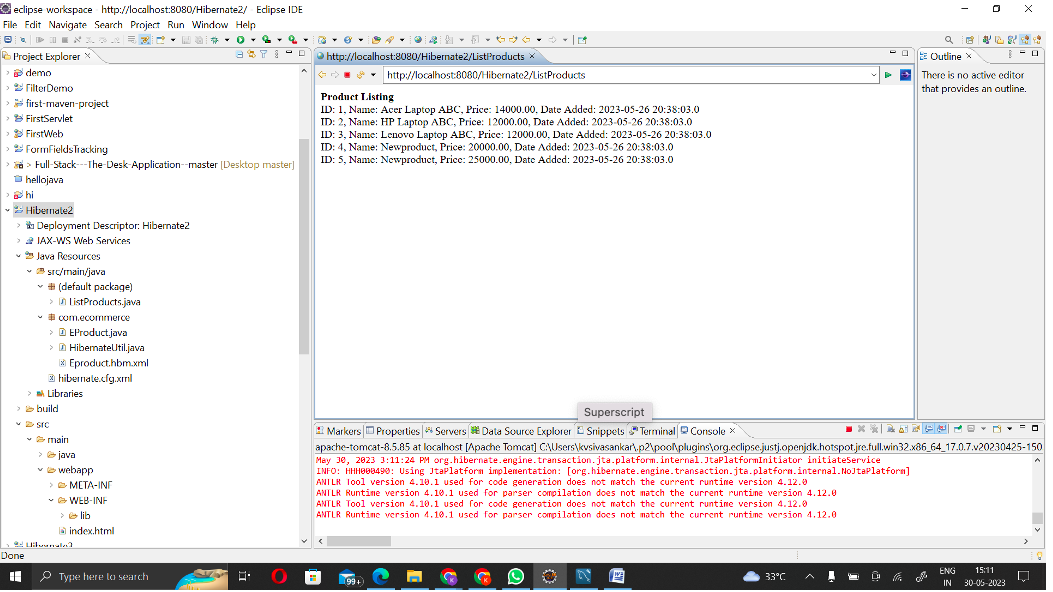 eclipse-workspace - http://localhost:8080/Hibernate2/ - Eclipse IDE
File Edit Navigate Search Project Run Window Help
Project Explorer
demo
FilterDemo
first-maven-project
FirstServlet
FirstWeb
FormFieldsTracking
> Full-Stack---The-Desk-Application--master [Desktop master]
hellojava
hi
Hibernate2
Deployment Descriptor: Hibernate2
JAX-WS Web Services
Java Resources
src/main/java
(default package)
ListProducts.java
com.ecommerce
EProduct.java
HibernateUtil.java
Eproduct.hbm.xml
hibernate.cfg.xml
Libraries
build
src
main
java
webapp
META-INF
WEB-INF
lib
index.html
Hibernate3
http://localhost:8080/Hibernate2/ListProducts
http://localhost:8080/Hibernate2/ListProducts
Product Listing
ID: 1, Name: Acer Laptop ABC, Price: 14000.00, Date Added: 2023-05-26 20:38:03.0
ID: 2, Name: HP Laptop ABC, Price: 12000.00, Date Added: 2023-05-26 20:38:03.0
ID: 3, Name: Lenovo Laptop ABC, Price: 12000.00, Date Added: 2023-05-26 20:38:03.0
ID: 4, Name: Newproduct, Price: 20000.00, Date Added: 2023-05-26 20:38:03.0
ID: 5, Name: Newproduct, Price: 25000.00, Date Added: 2023-05-26 20:38:03.0
Outline
There is no active editor
that provides an outline.
Superscript
Markers Properties Servers Data Source Explorer Snippets Terminal Console
apache-tomcat-8.5.85 at localhost [Apache Tomcat] C:\Users\kvsivasankar\.p2\pool\plugins\org.eclipse.justj.openjdk.hotspot.jre.full.win32.x86_64_17.0.7.v20230425-150
May 30, 2023 3:11:24 PM org.hibernate.engine.transaction.jta.platform.internal.JtaPlatformInitiator initiateService
INFO: HHH000490: Using JtaPlatform implementation: [org.hibernate.engine.transaction.jta.platform.internal.NoJtaPlatform]
ANTLR Tool version 4.10.1 used for code generation does not match the current runtime version 4.12.0
ANTLR Runtime version 4.10.1 used for parser compilation does not match the current runtime version 4.12.0
ANTLR Tool version 4.10.1 used for code generation does not match the current runtime version 4.12.0
ANTLR Runtime version 4.10.1 used for parser compilation does not match the current runtime version 4.12.0
Done
Type here to search
99+
33°C
ENG
IN
15:11
30-05-2023